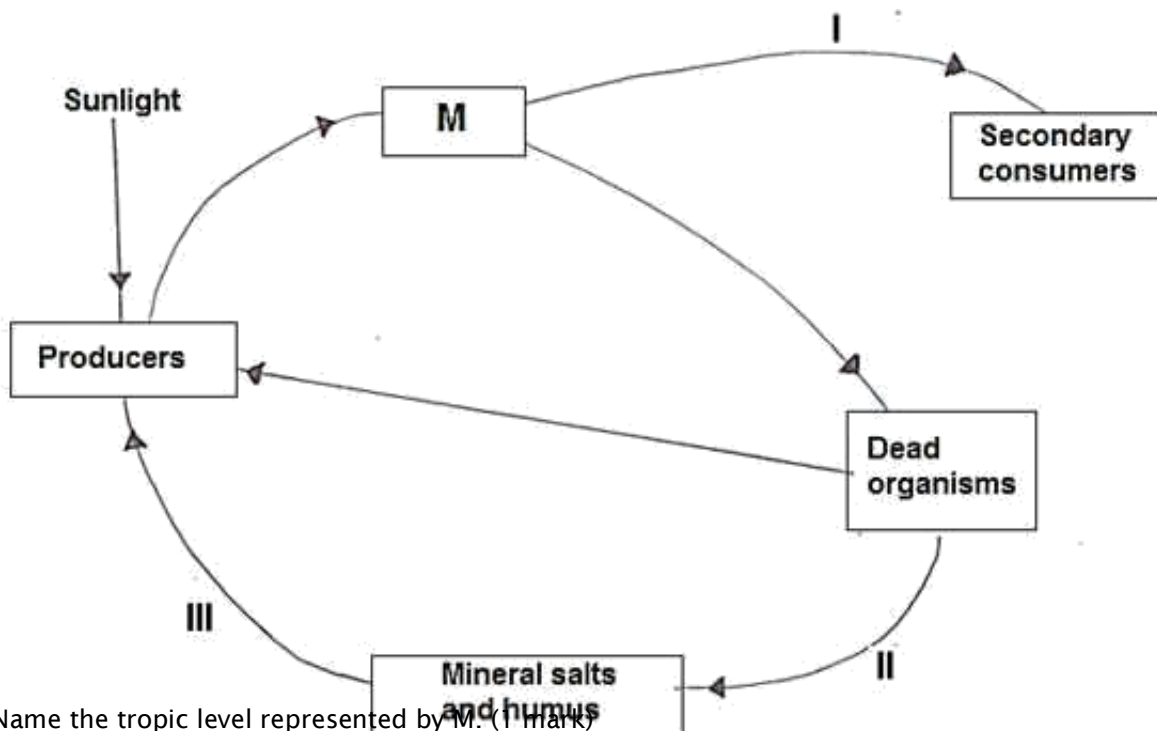 I
Sunlight
M
Secondary
consumers
Producers
Dead
organisms
III
II
Mineral salts
and humus
Name the tropic level represented by M. (1 mark)